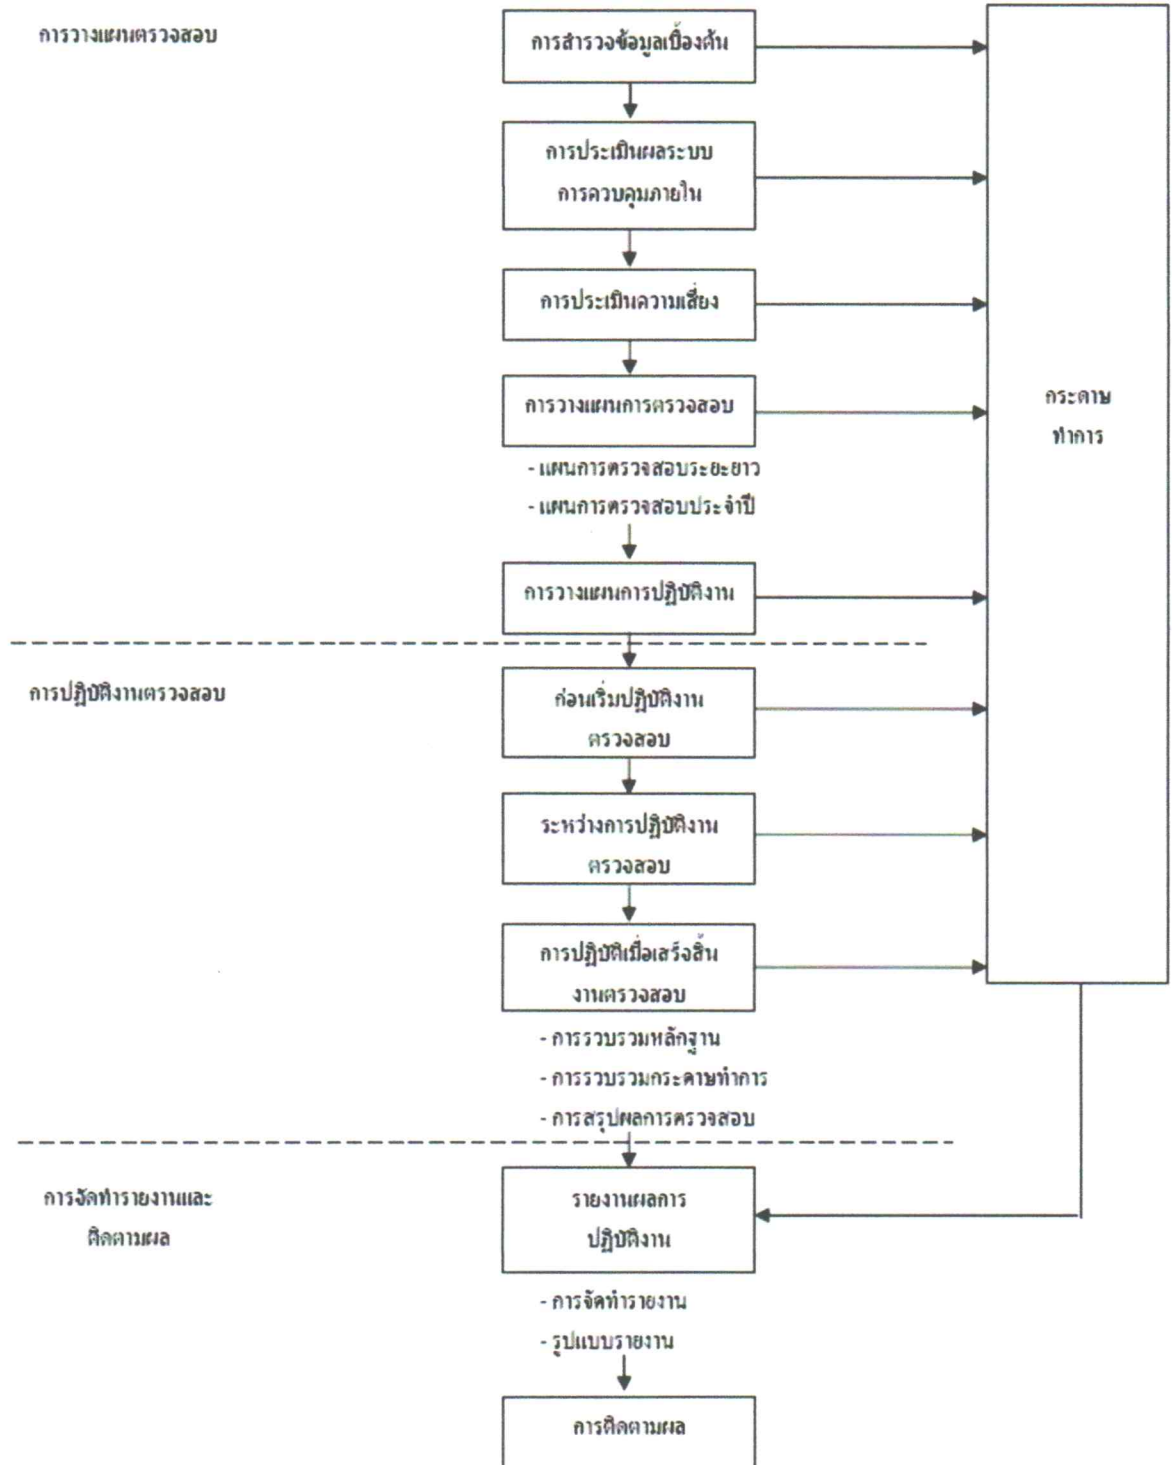 การวางแผนตรวจสอบ
การสำรวจข้อมูลเบื้องต้น
การประเมินผลระบบ
การควบคุมภายใน
การประเมินความเสี่ยง
การวางแผนการตรวจสอบ
- แผนการตรวจสอบระยะยาว
- แผนการตรวจสอบประจำปี
การวางแผนการปฏิบัติงาน
กระดาษ
ทำการ
การปฏิบัติงานตรวจสอบ
ก่อนเริ่มปฏิบัติงาน
ตรวจสอบ
ระหว่างการปฏิบัติงาน
ตรวจสอบ
การปฏิบัติเมื่อเสร็จสิ้น
งานตรวจสอบ
- การรวบรวมหลักฐาน
- การรวบรวมกระดาษทำการ
- การสรุปผลการตรวจสอบ
การจัดทำรายงานและ
ติดตามผล
รายงานผลการ
ปฏิบัติงาน
- การจัดทำรายงาน
- รูปแบบรายงาน
การติดตามผล